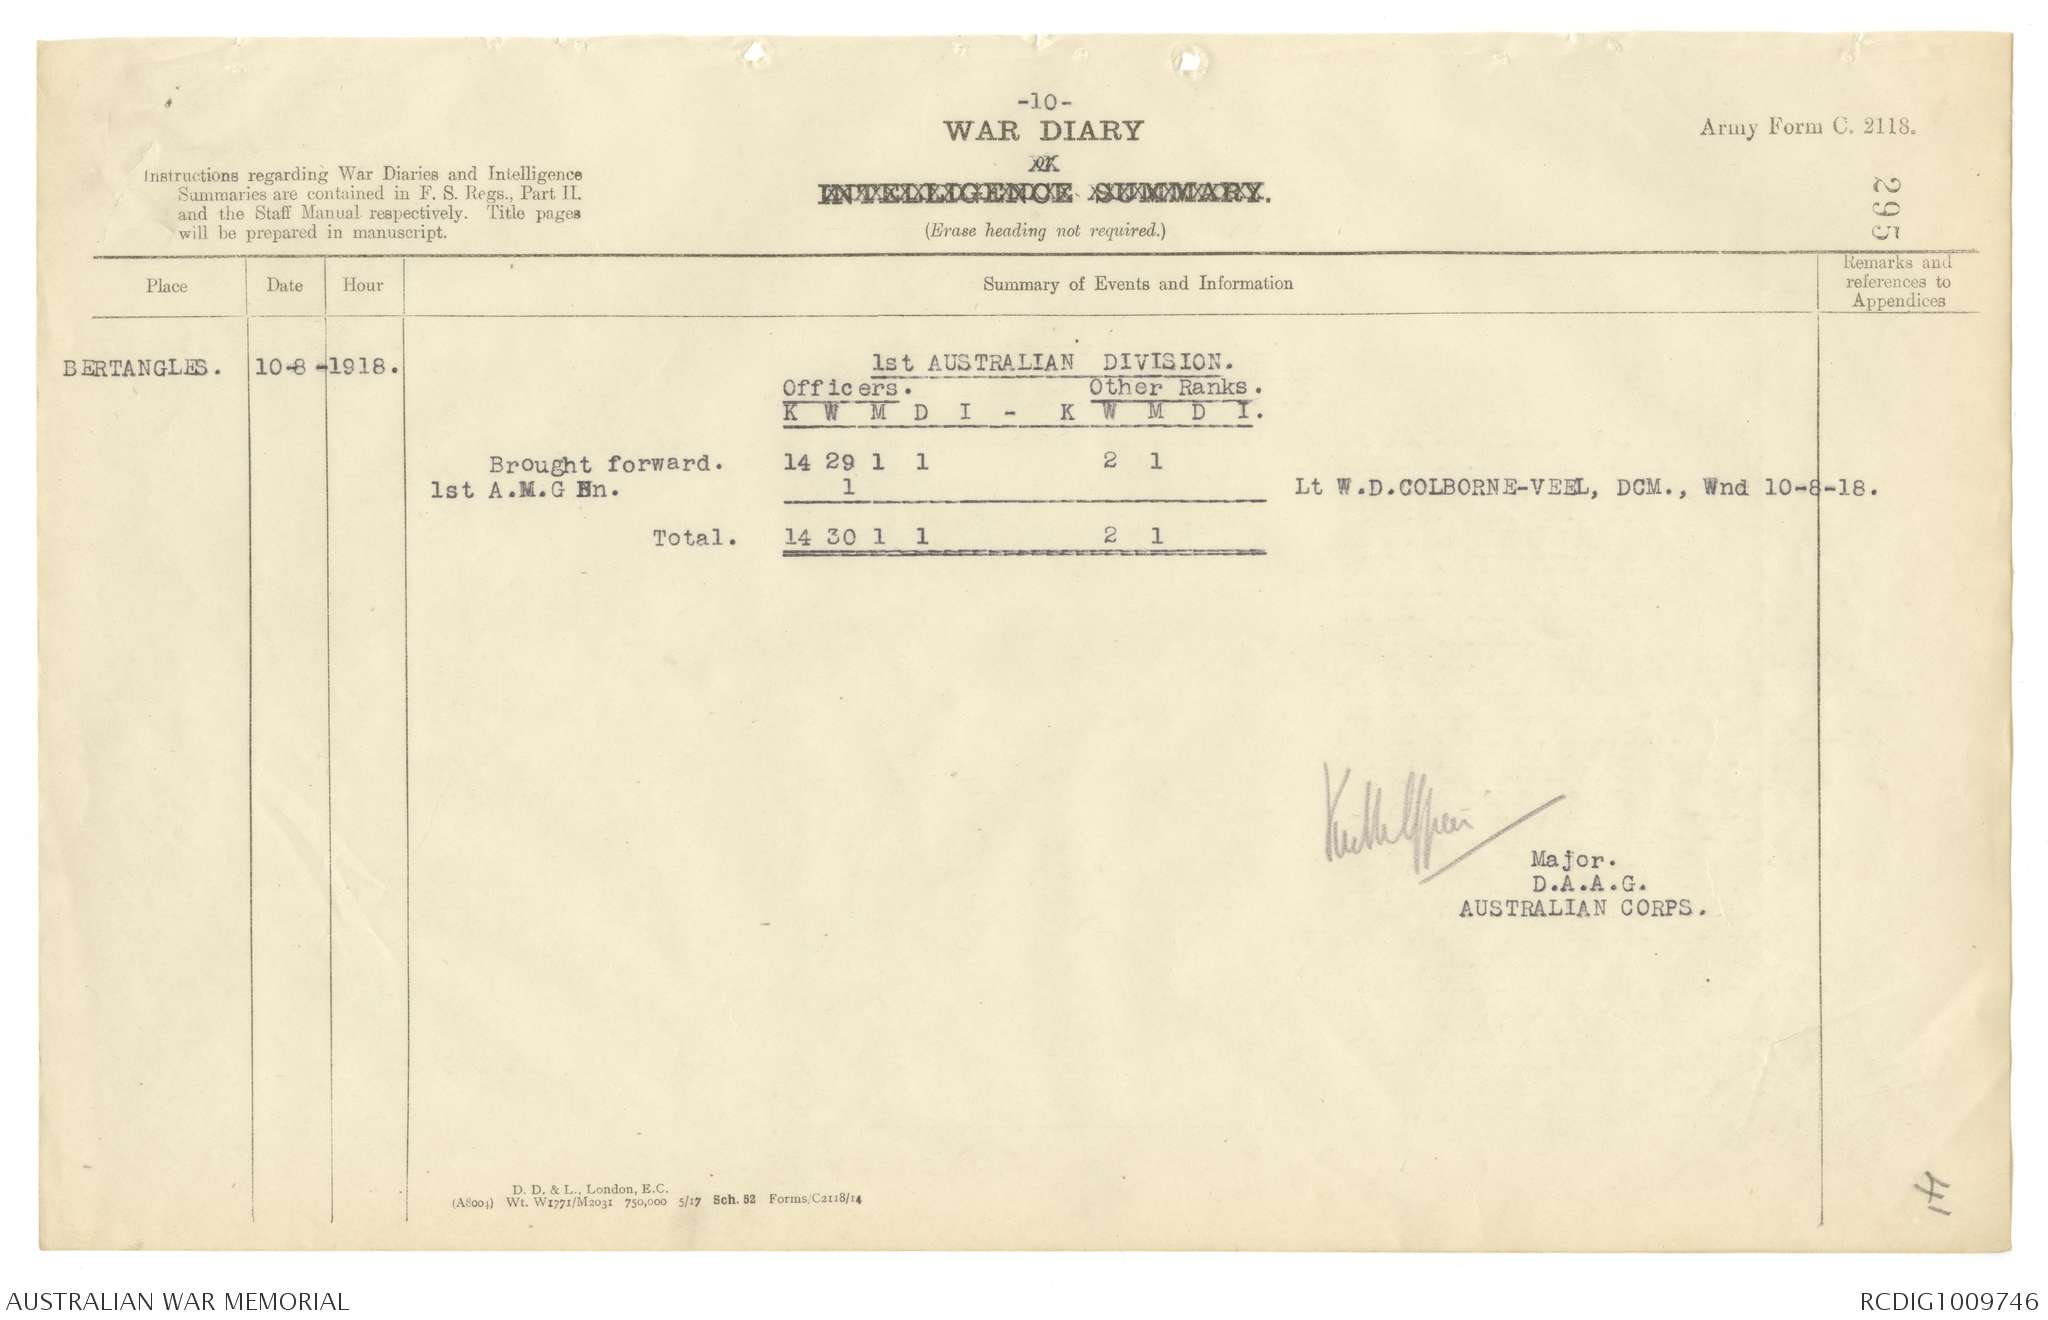 -10-
WAR DIARY
Army Form C. 2118.
or
INTELLIGENCE SUMMARY.
(Erase heading not required.)
Instructions regarding War Diaries and Intelligence
Summaries are contained in F. S. Regs., Part II.
and the Staff Manual respectively. Title pages
will be prepared in manuscript.
295
Place Date Hour Summary of Events and Information Remarks and references to Appendices
BERTANGLES. 10-8-1918. 1st AUSTRALIAN DIVISION.
Officers. Other Ranks.
K W M D I - K W M D I.
Brought forward. 14 29 1 1 2 1
1st A.M.G Bn. 1 Lt W.D.COLBORNE-VEEL, DCM., Wnd 10-8-18.
Total. 14 30 1 1 2 1
Major.
D.A.A.G.
AUSTRALIAN CORPS.
D. D. & L., London, E.C.
(A8004) Wt. W1771/M2031 750,000 5/17 Sch. 52 Forms/C2118/14
41
AUSTRALIAN WAR MEMORIAL
RCDIG1009746